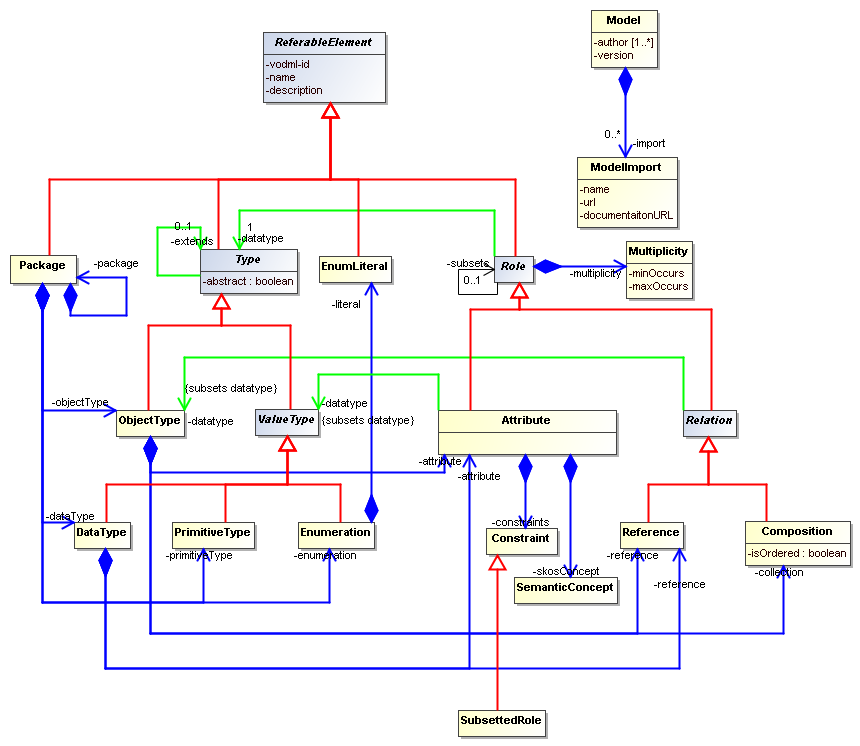 Model
-author [1..*]
-version
ReferableElement
-vodml-id
-name
-description
0..*
-import
ModelImport
-name
-url
-documentaitonURL
0..1
-extends
1
-datatype
Package
-package
Type
-abstract : boolean
EnumLiteral
-literal
-subsets
0..1
Role
-multiplicity
Multiplicity
-minOccurs
-maxOccurs
{subsets datatype}
-objectType
ObjectType
-datatype
ValueType
-datatype
{subsets datatype}
Attribute
Relation
-attribute
-attribute
-dataType
DataType
PrimitiveType
-primitiveType
Enumeration
-enumeration
-constraints
Constraint
-skosConcept
SemanticConcept
Reference
-reference
-reference
Composition
-isOrdered : boolean
-collection
SubsettedRole